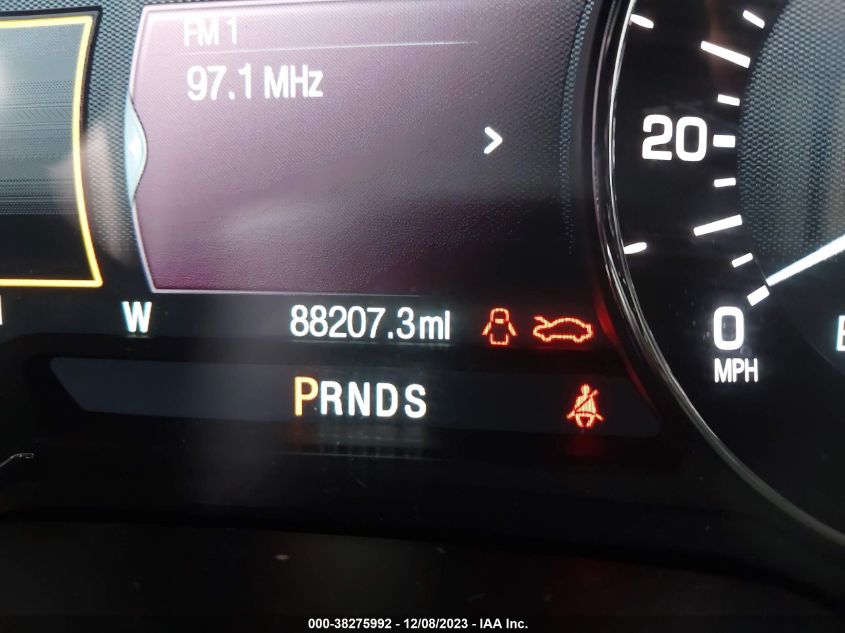 FM 1
97.1 MHz
20
W
88207.3mi
0
MPH
PRNDS
000-38275992 - 12/08/2023 - IAA Inc.